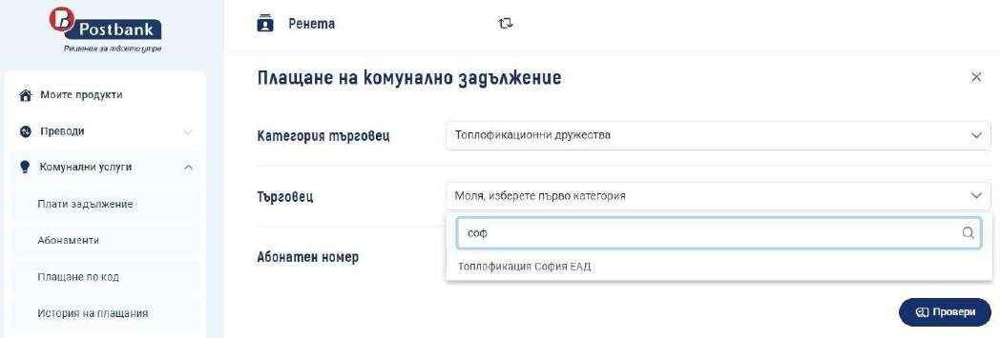 Postbank
Решения за твоето утре
Моите продукти
Преводи
Комунални услуги
Плати задължение
Абонаменти
Плащане по код
История на плащания
Ренета
Плащане на комунално задължение
Категория търговец
Топлофикационни дружества
Търговец
Моля, изберете първо категория
соф
Топлофикация София ЕАД
Абонатен номер
Провери